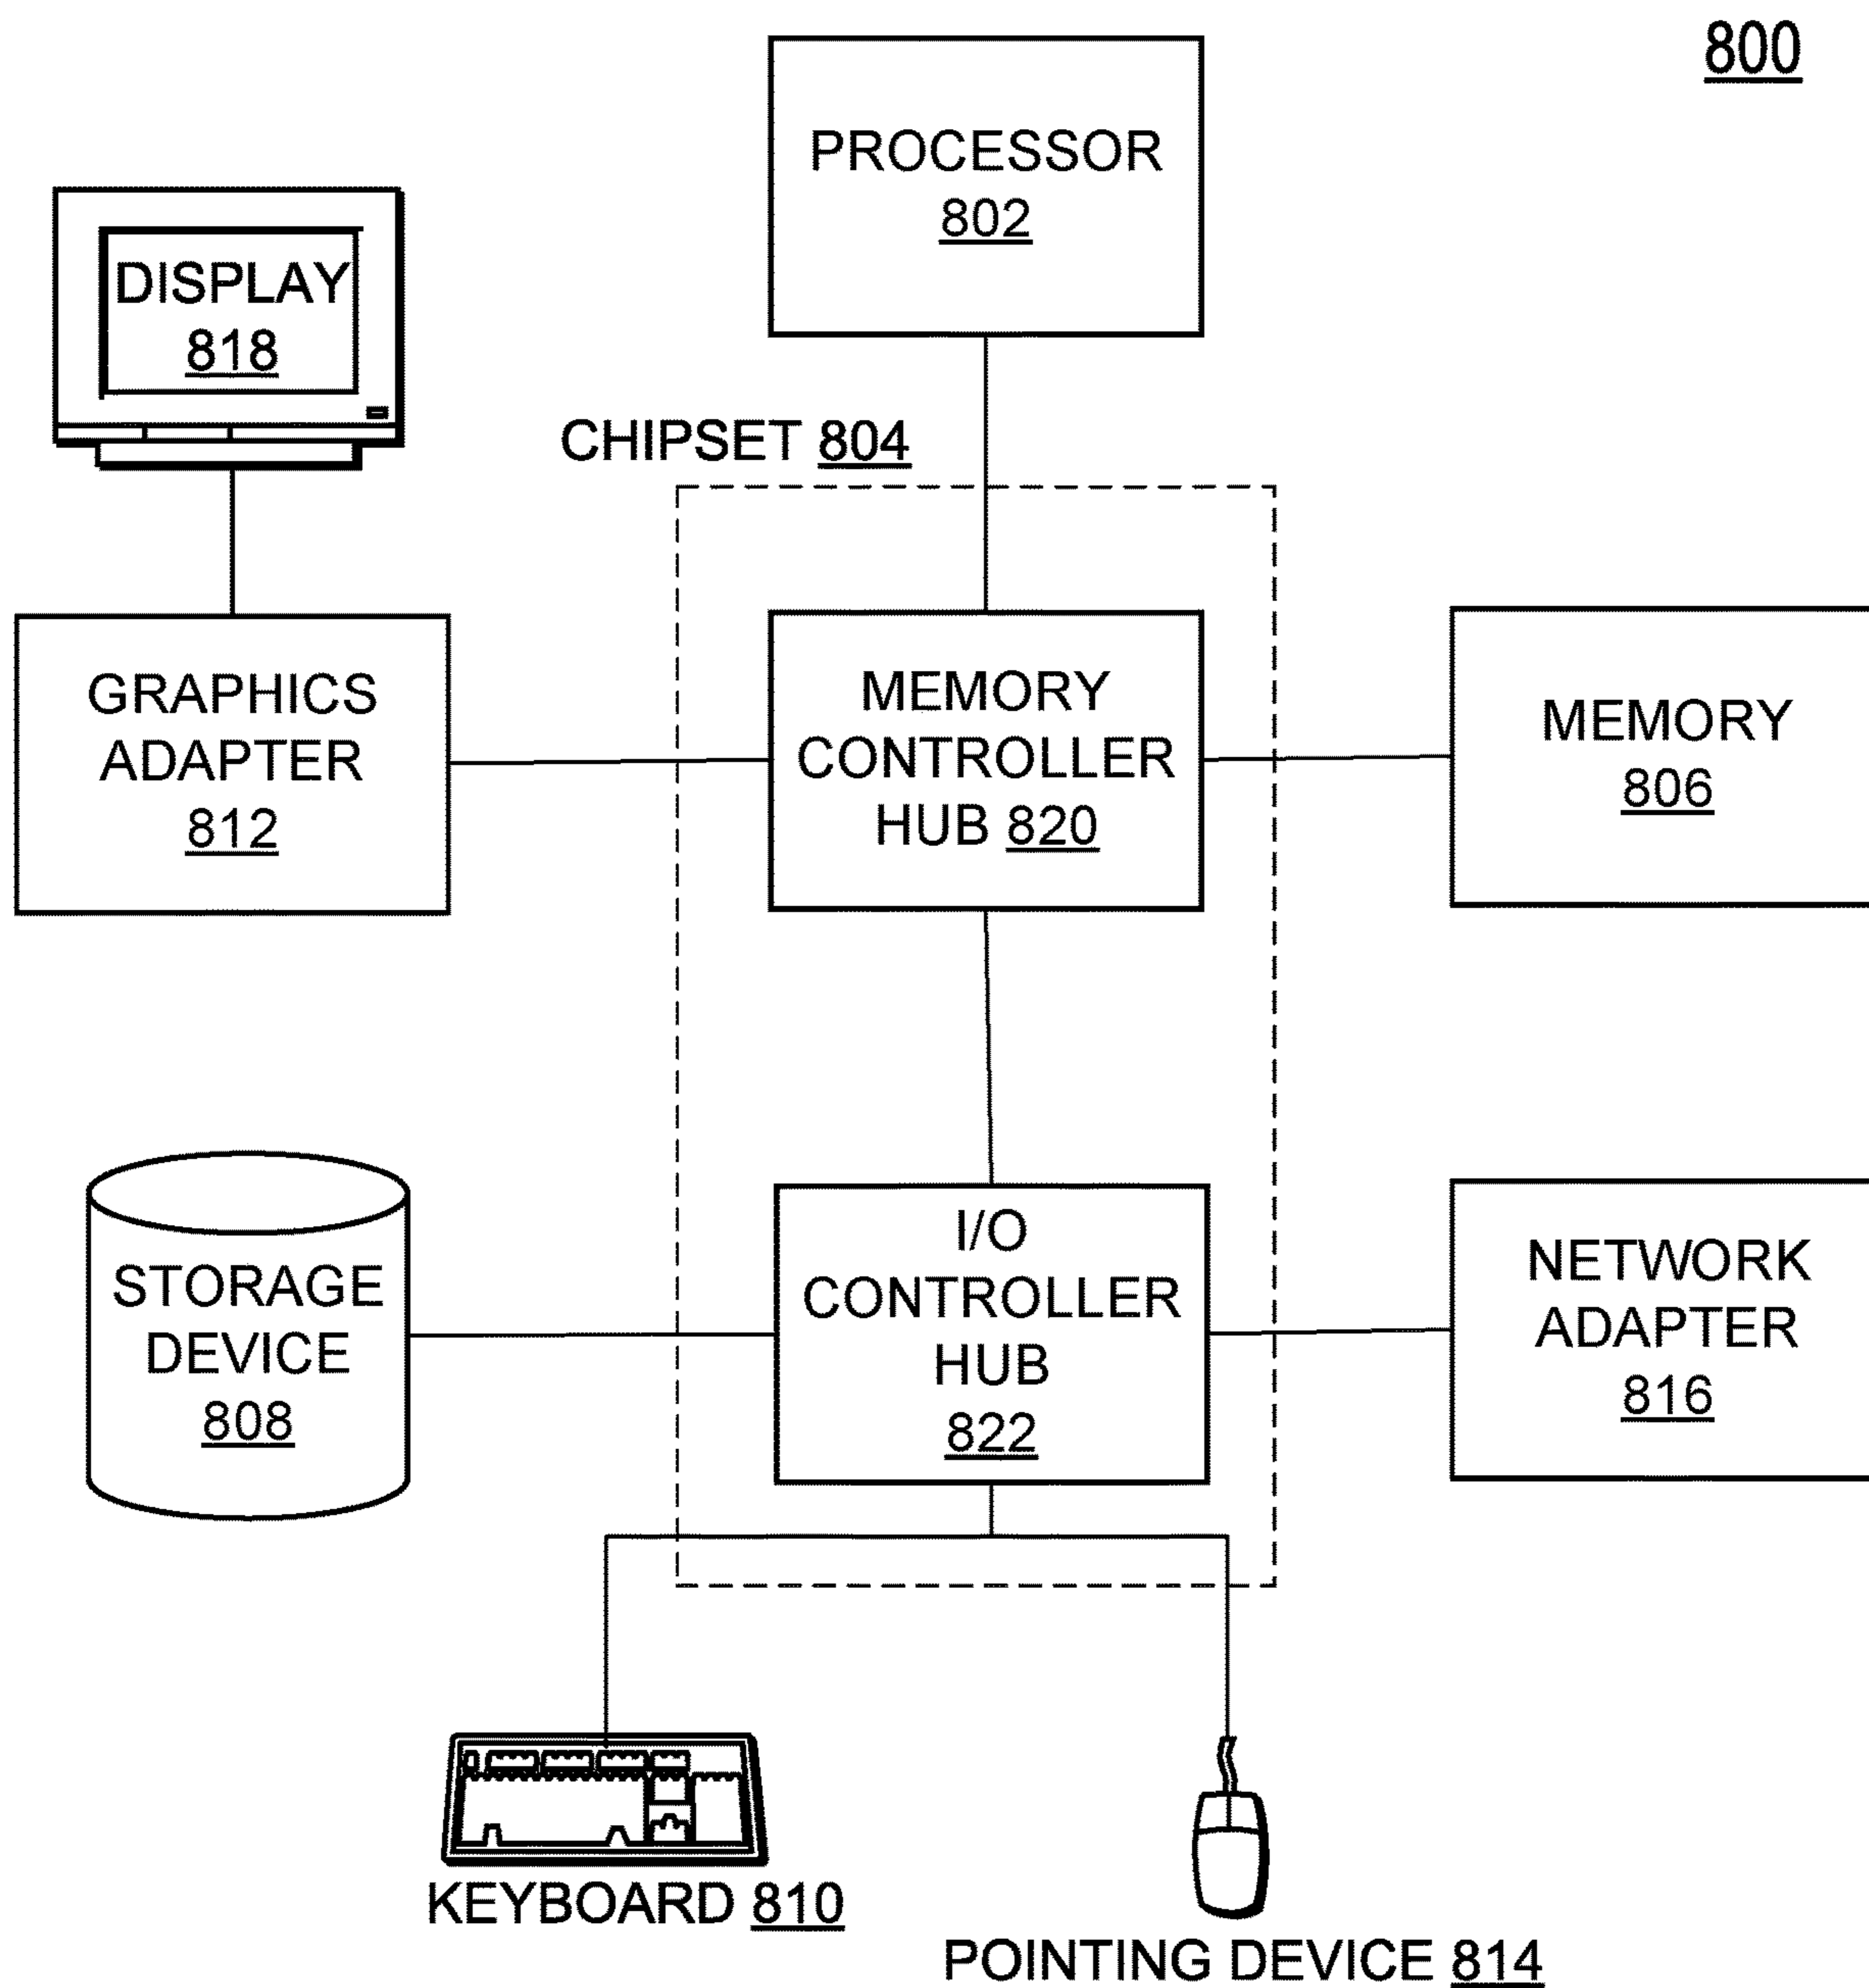 800
PROCESSOR
802
DISPLAY
818
CHIPSET 804
GRAPHICS
ADAPTER
812
MEMORY
CONTROLLER
HUB 820
MEMORY
806
STORAGE
DEVICE
808
I/O
CONTROLLER
HUB
822
NETWORK
ADAPTER
816
KEYBOARD 810
POINTING DEVICE 814